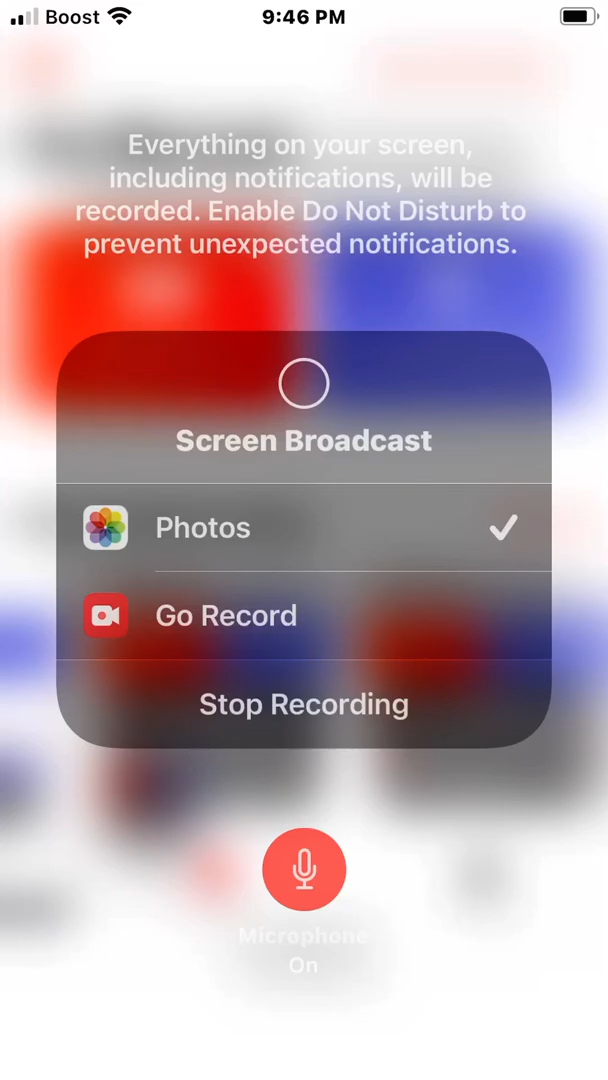 Boost 9:46 PM
Everything on your screen,
including notifications, will be
recorded. Enable Do Not Disturb to
prevent unexpected notifications.
Screen Broadcast
Photos
Go Record
Stop Recording
Microphone
On